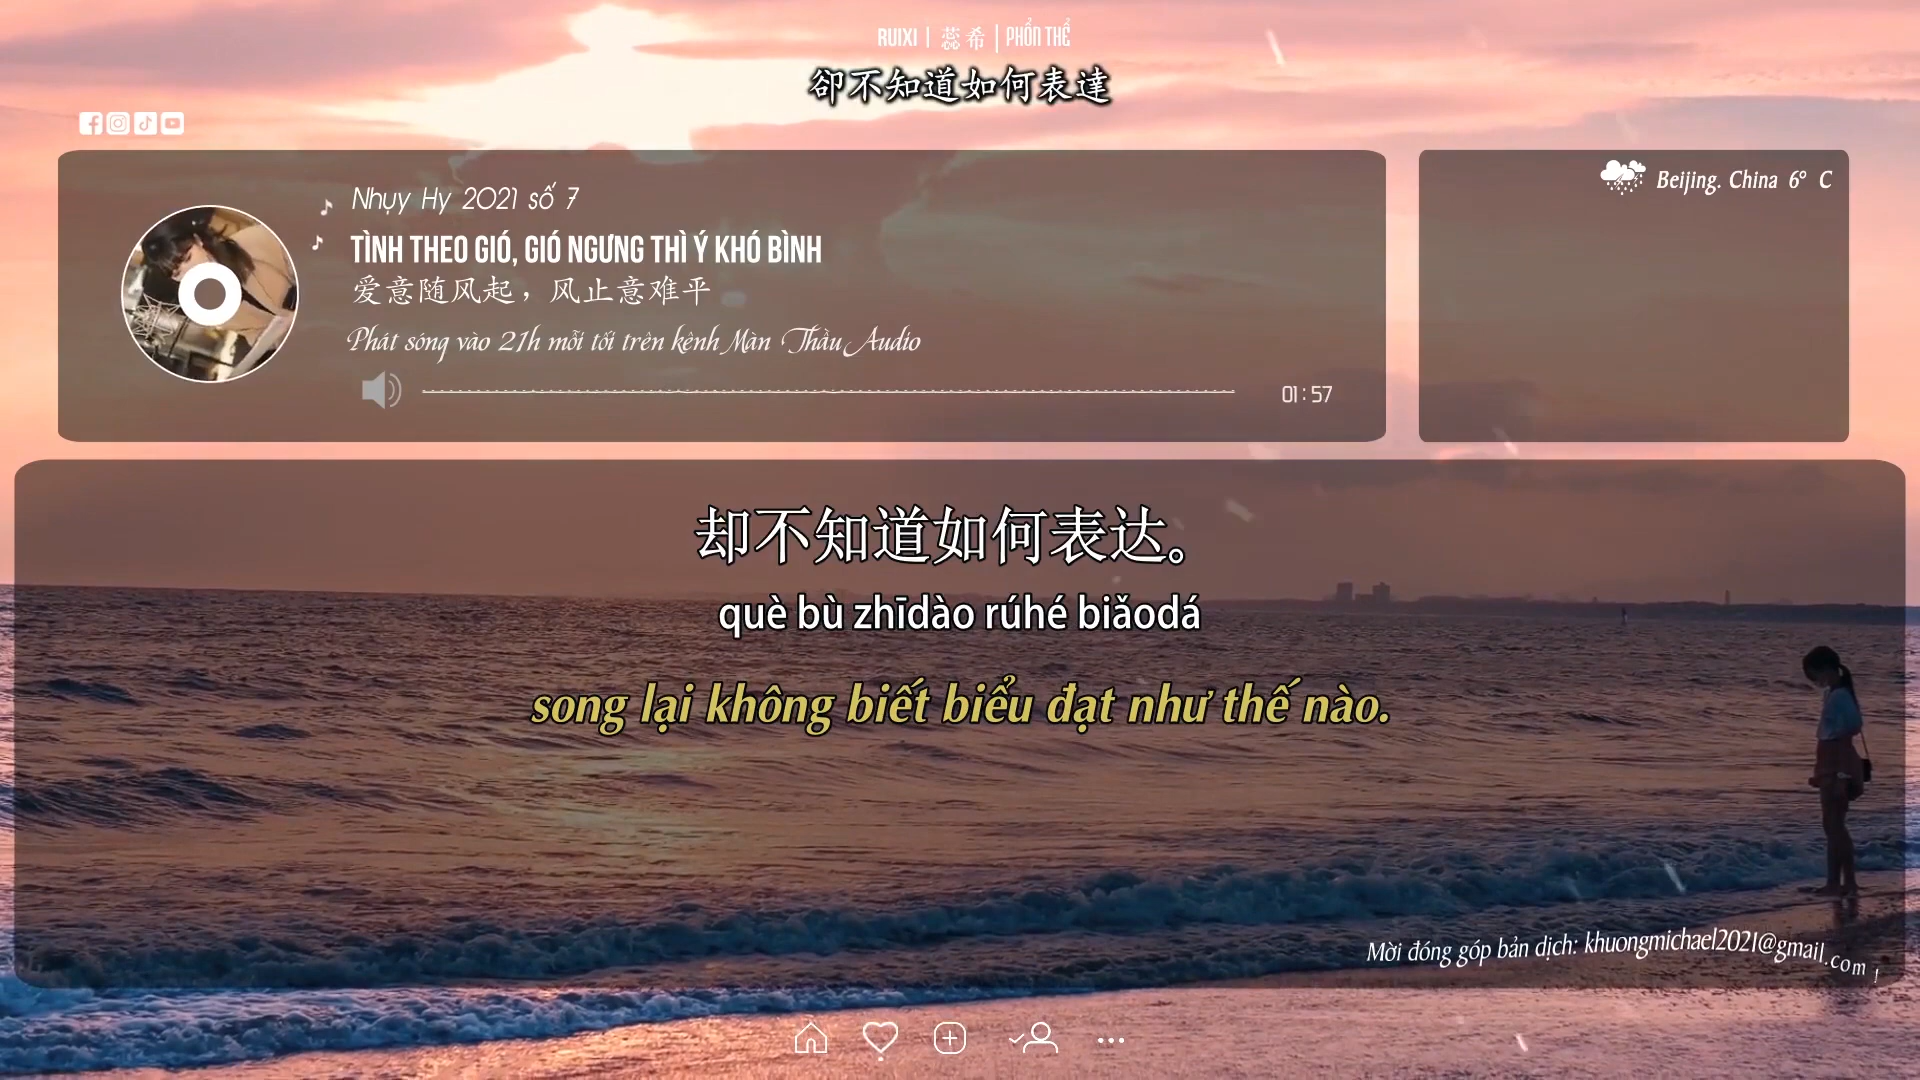 RUIXI | 蕊希 | PHỒN THỂ
卻不知道如何表達
Nhụy Hy 2021 số 7
TÌNH THEO GIÓ, GIÓ NGƯNG THÌ Ý KHÓ BÌNH
爱意随风起，风止意难平
Phát sóng vào 21h mỗi tối trên kênh Màn Thầu Audio
01:57
Beijing. China 6° C
却不知道如何表达。
què bù zhīdào rúhé biǎodá
song lại không biết biểu đạt như thế nào.
Mời đóng góp bản dịch: khuongmichael2021@gmail.com !